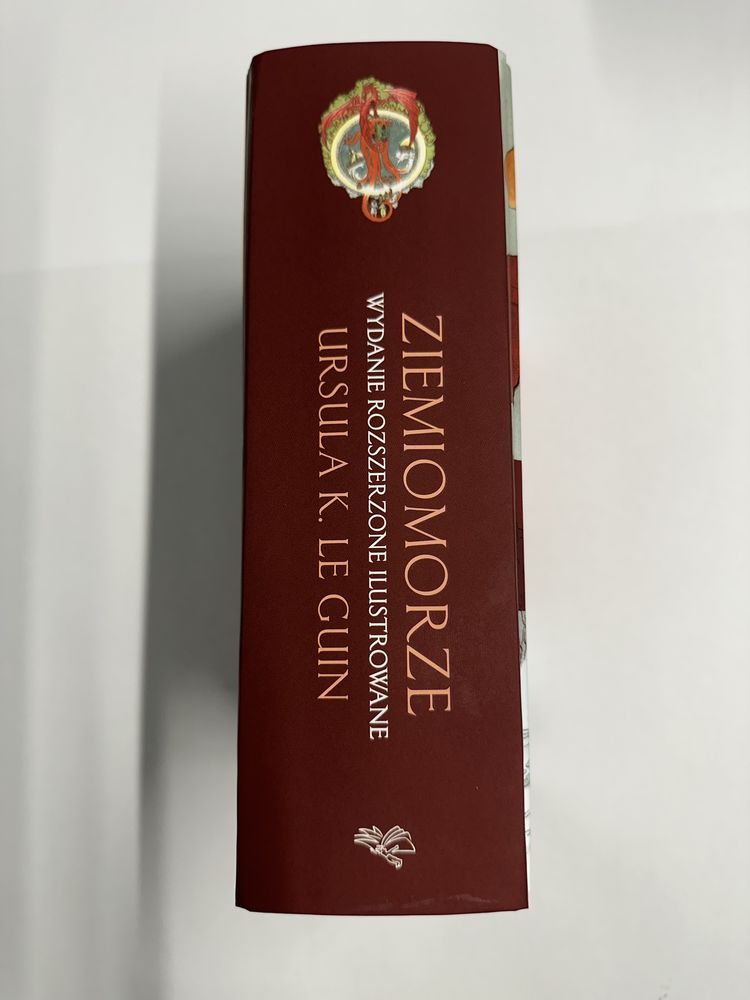 ZIEMIOMORZE
WYDANIE ROZSZERZONE ILUSTROWANE
URSULA K. LE GUIN